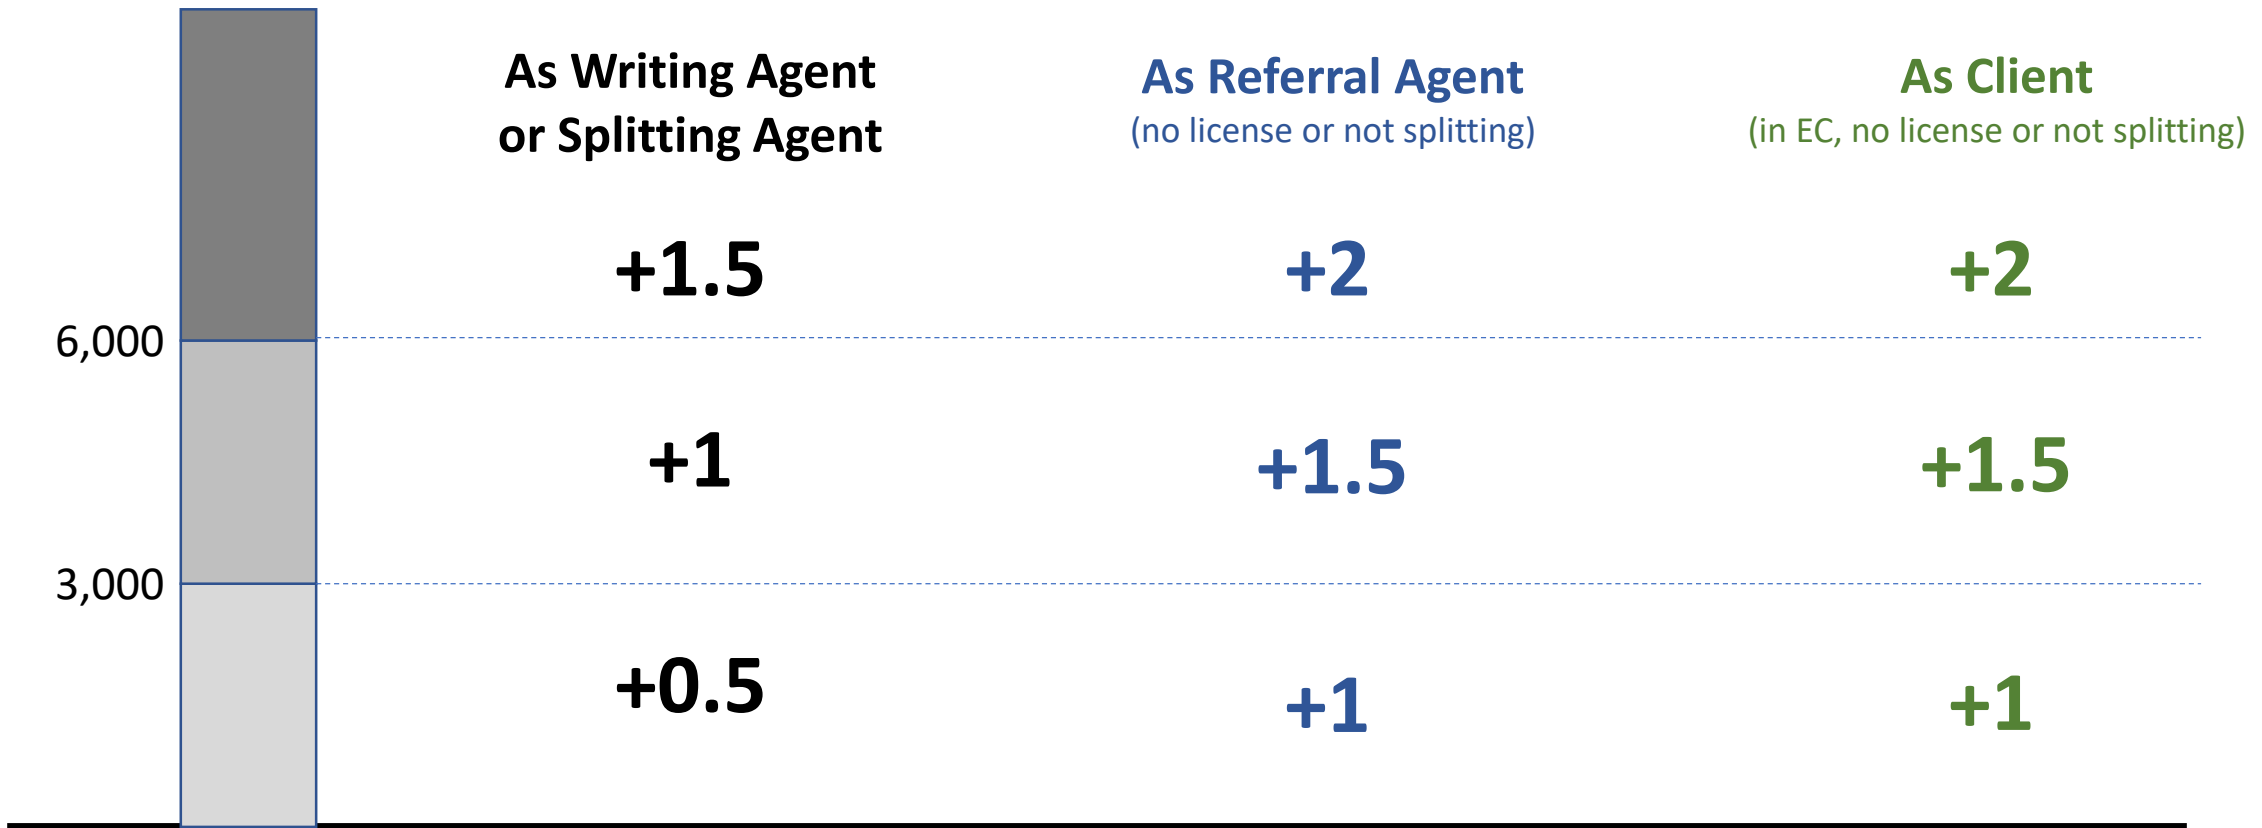 As Writing Agent
or Splitting Agent
As Referral Agent
(no license or not splitting)
As Client
(in EC, no license or not splitting)
+1.5
+2
+2
6,000
+1
+1.5
+1.5
3,000
+0.5
+1
+1